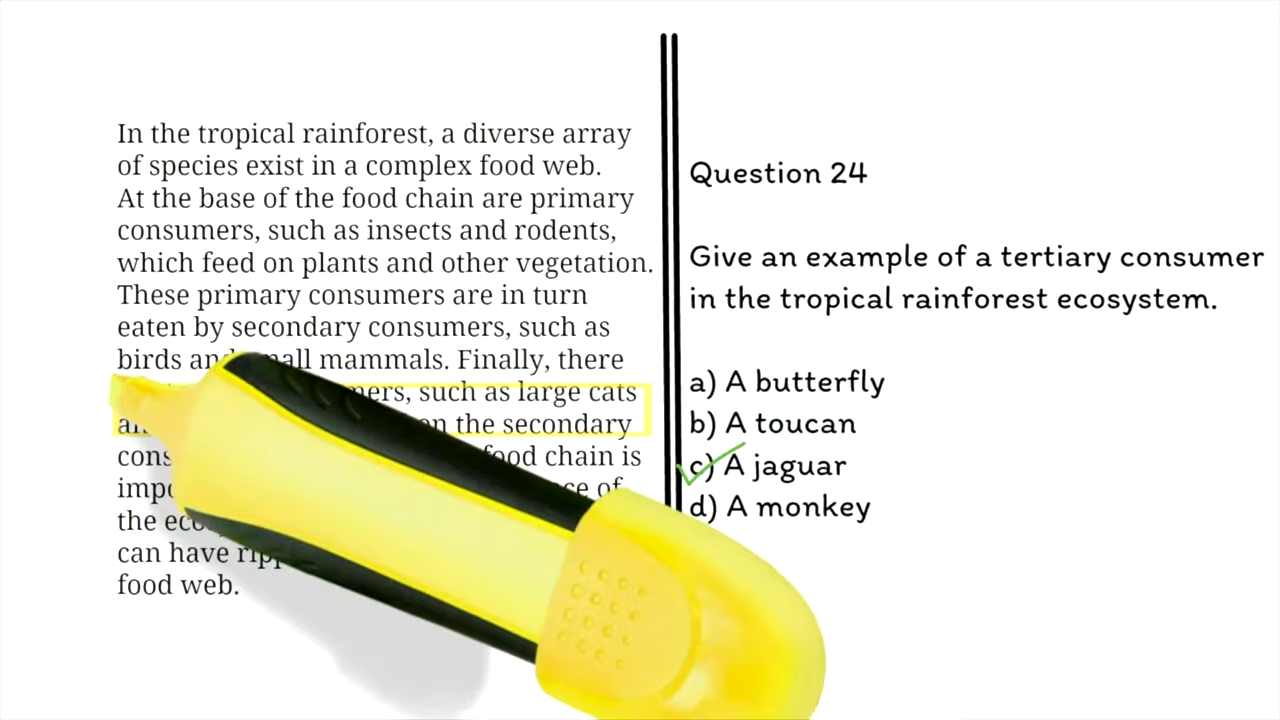 In the tropical rainforest, a diverse array
of species exist in a complex food web.
At the base of the food chain are primary
consumers, such as insects and rodents,
which feed on plants and other vegetation.
These primary consumers are in turn
eaten by secondary consumers, such as
birds and small mammals. Finally, there
such as large cats
the secondary
food chain is
of
the
can have
food web.
Question 24
Give an example of a tertiary consumer
in the tropical rainforest ecosystem.
a) A butterfly
b) A toucan
c) A jaguar
d) A monkey